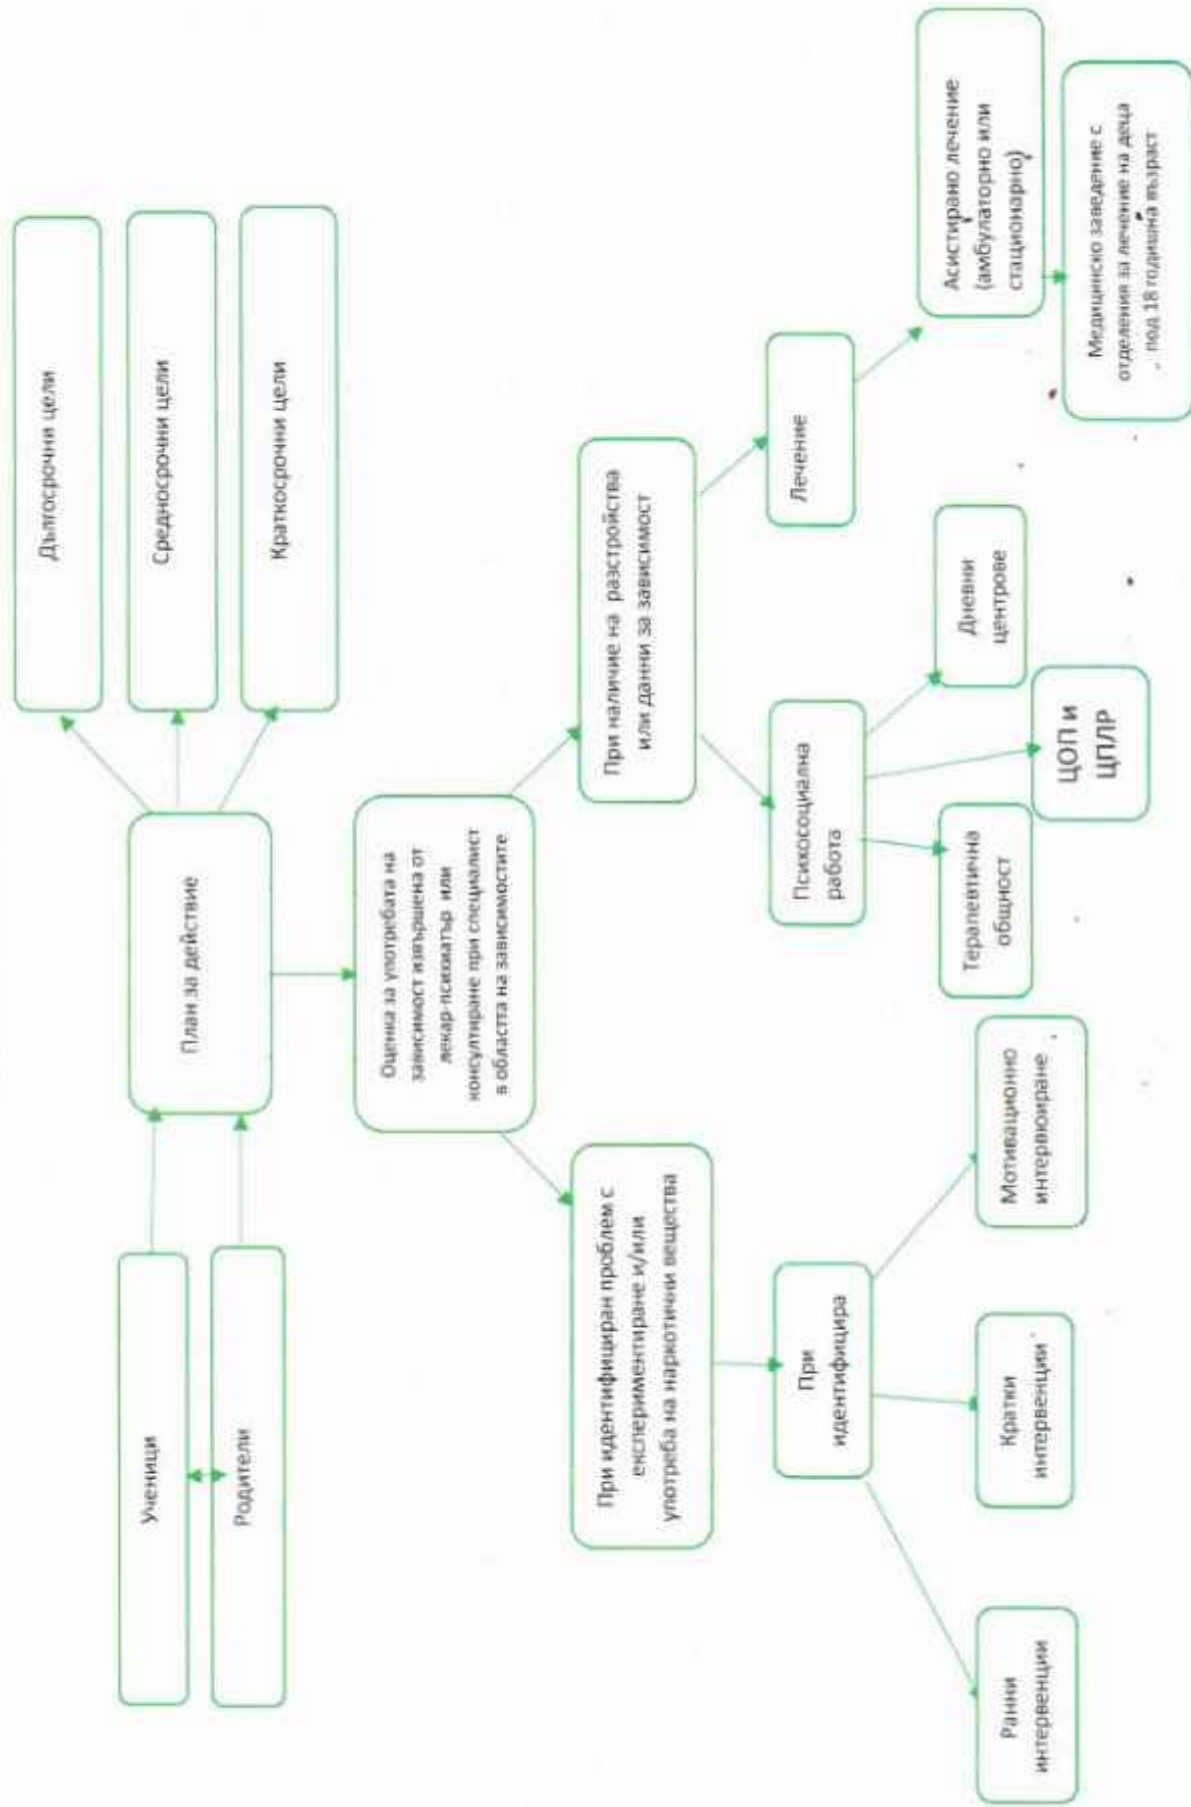 Ученици
Родители
План за действие
Дългосрочни цели
Средносрочни цели
Краткосрочни цели
Оценка за употребата на
зависимост извършена от
лекар-психиатър или
консултиране при специалист
в областта на зависимостите
При идентифициран проблем с
експериментиране и/или
употреба на наркотични вещества
При наличие на разстройства
или данни за зависимост
При
идентифицира
Психосоциална
работа
Лечение
Ранни
интервенции
Кратки
интервенции
Мотивационно
интервюиране
Терапевтична
общност
ЦОП и
ЦПЛР
Дневни
центрове
Асистирано лечение
(амбулаторно или
стационарно)
Медицинско заведение с
отделения за лечение на деца
под 18 годишна възраст